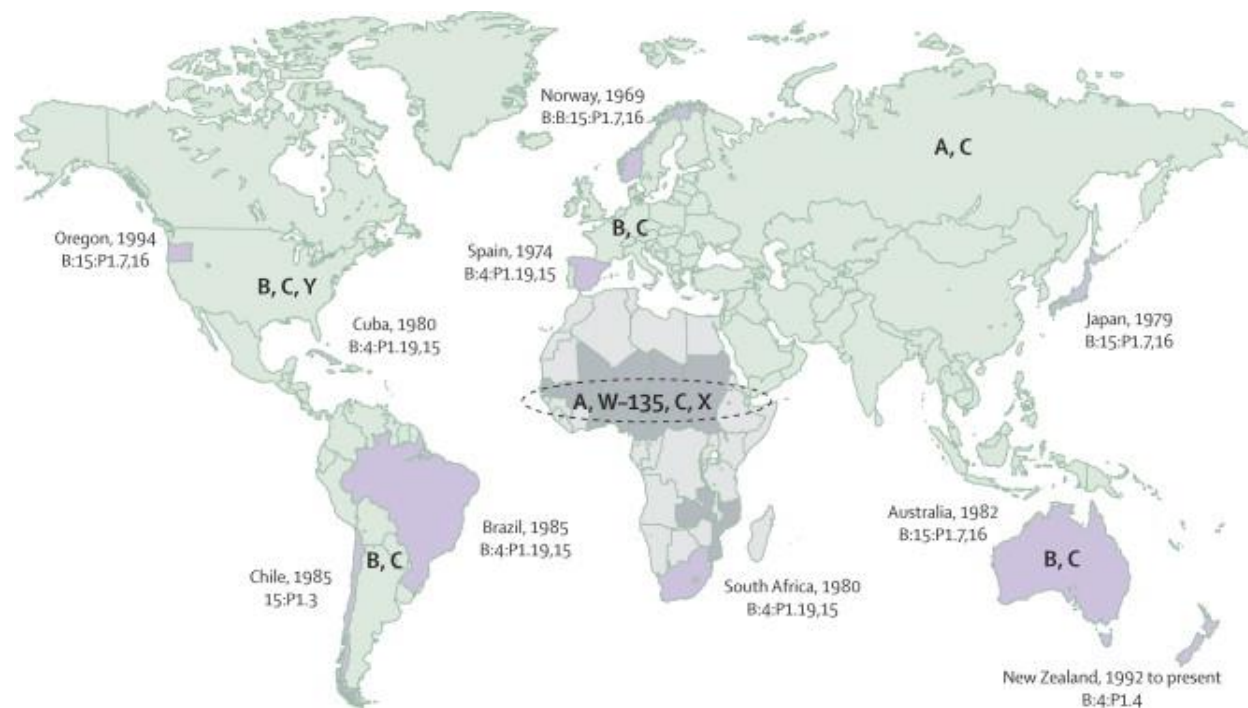 Norway, 1969
B:B:15:P1.7,16
A, C
Oregon, 1994
B:15:P1.7,16
B, C
Spain, 1974
B:4:P1.19,15
B, C, Y
Cuba, 1980
B:4:P1.19,15
Japan, 1979
B:15:P1.7,16
A, W–135, C, X
Australia, 1982
B:15:P1.7,16
Brazil, 1985
B:4:P1.19,15
B, C
B, C
Chile, 1985
15:P1.3
South Africa, 1980
B:4:P1.19,15
New Zealand, 1992 to present
B:4:P1.4